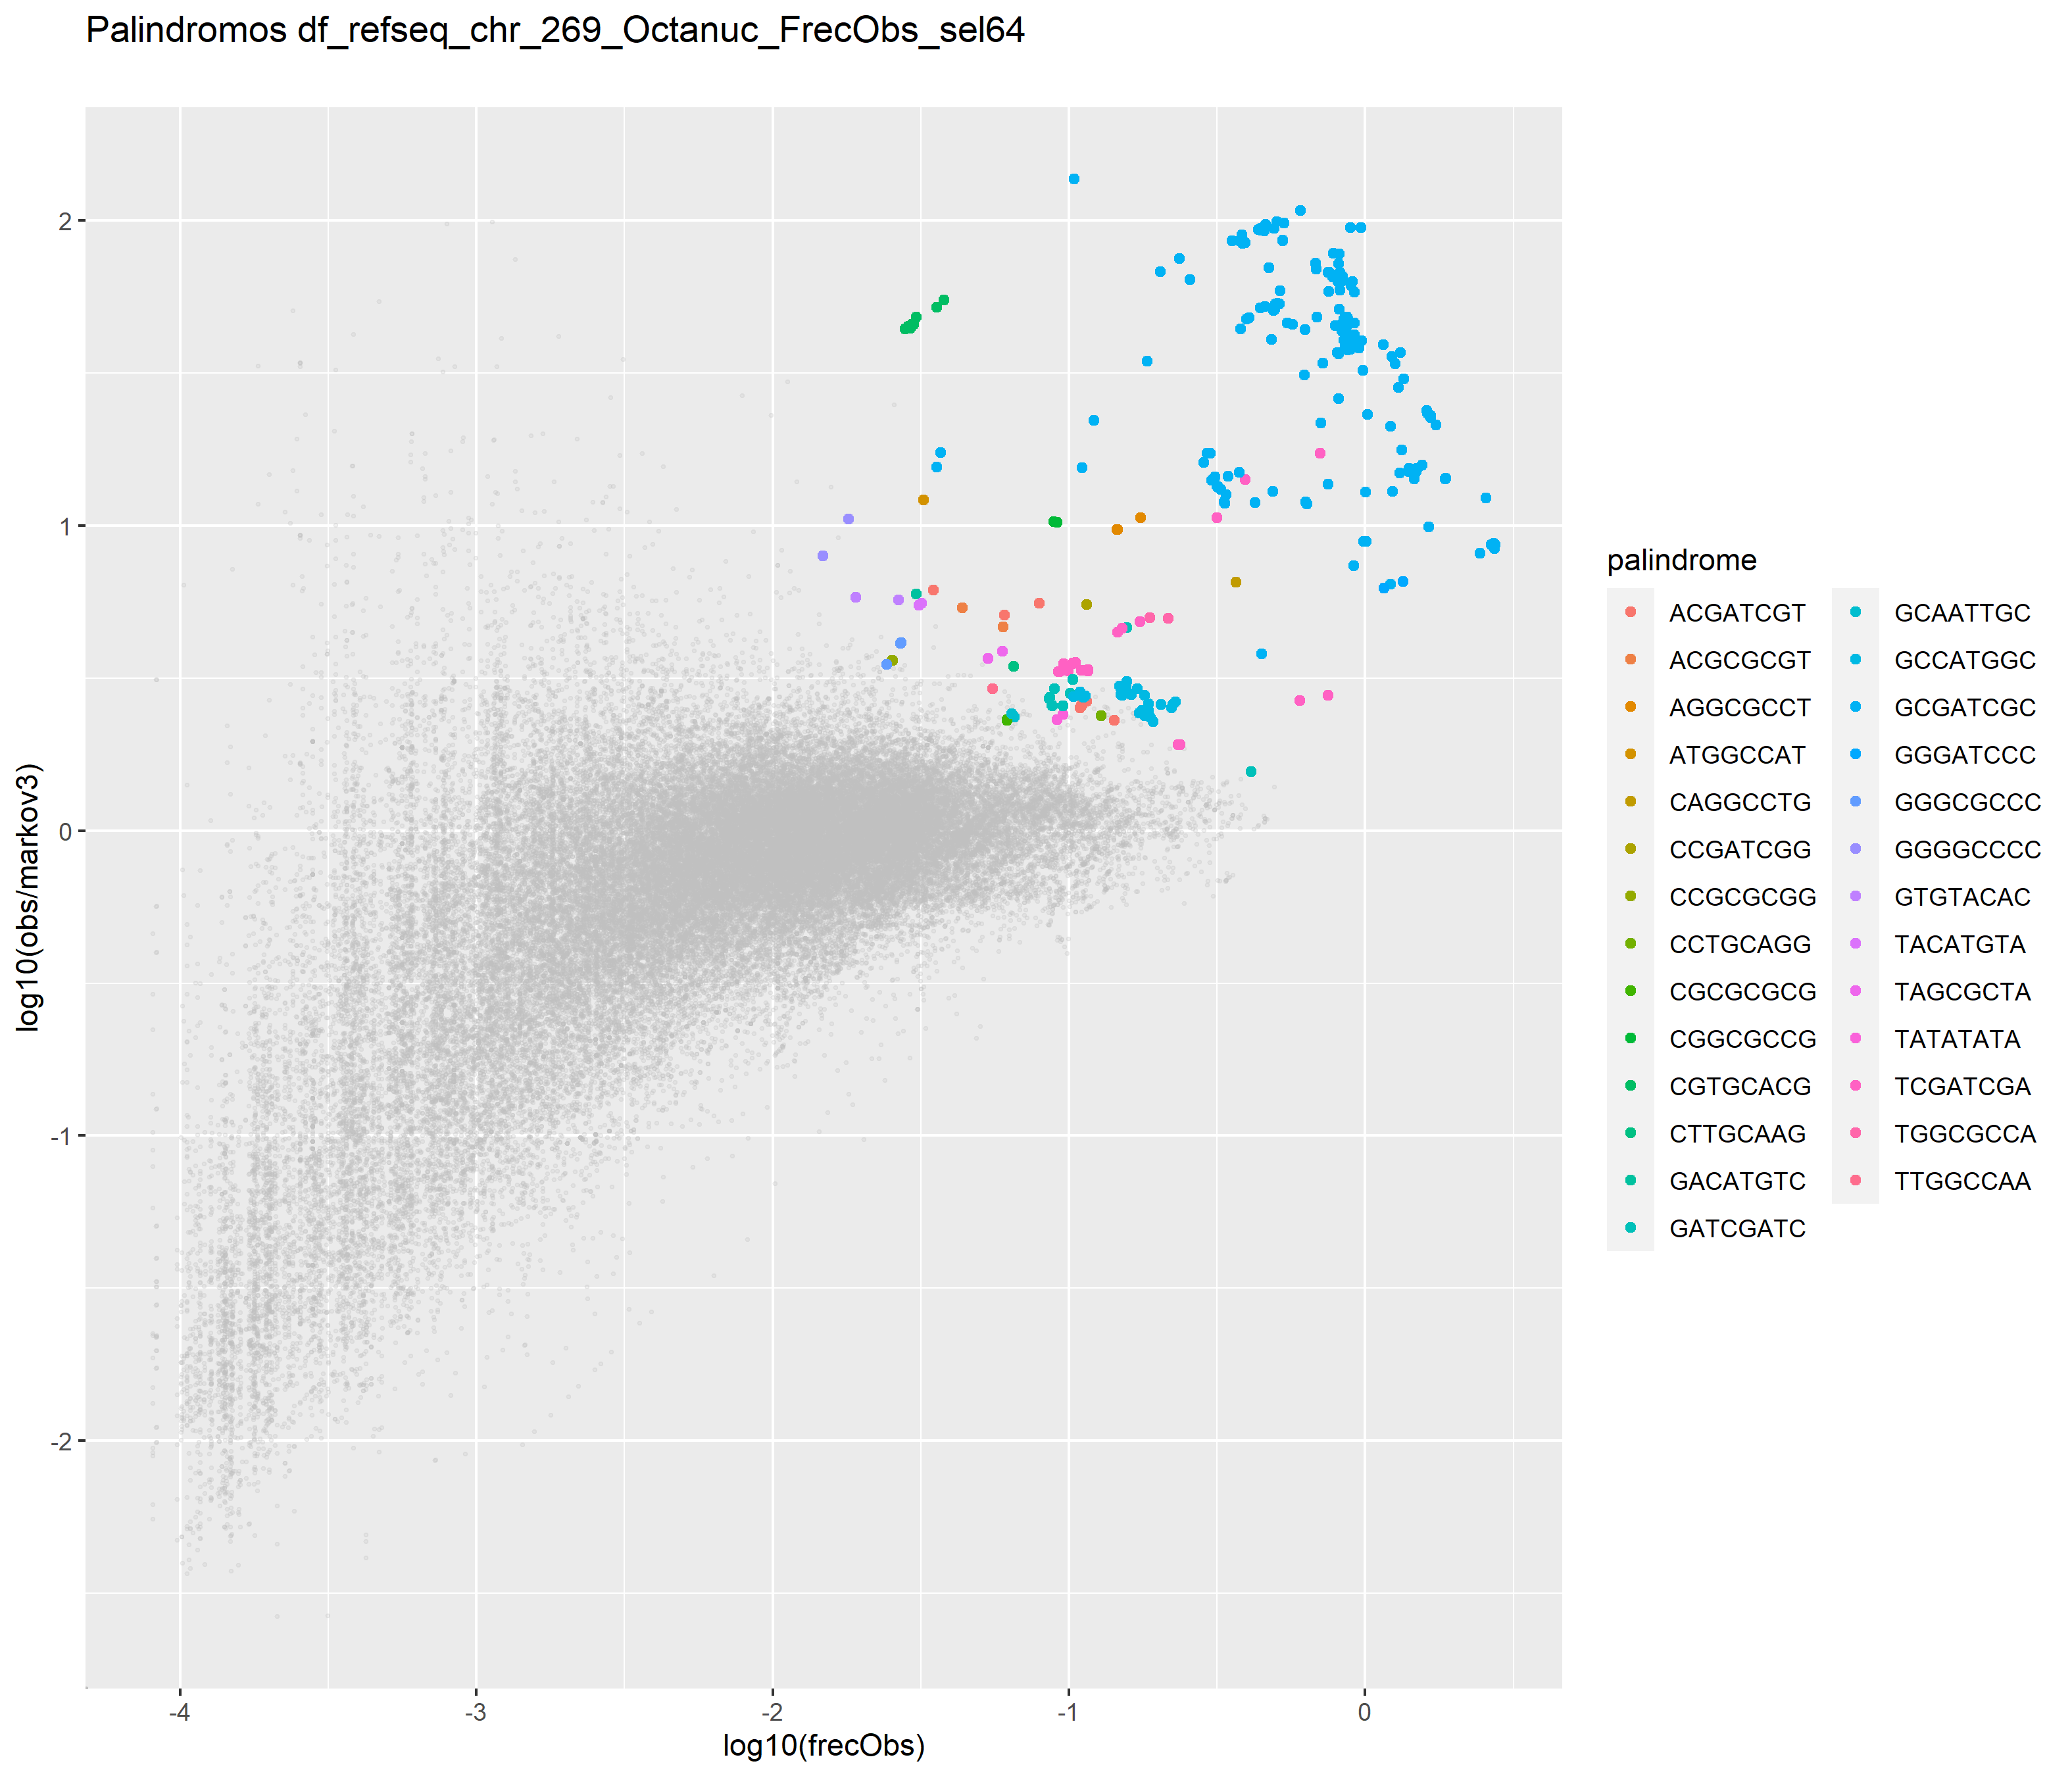 Palindromos df_refseq_chr_269_Octanuc_FrecObs_sel64
log10(obs/markov3)
2
1
0
-1
-2
-4
-3
-2
-1
0
log10(frecObs)
palindrome
ACGATCGT
ACGCGCGT
AGGCGCCT
ATGGCCAT
CAGGCCTG
CCGATCGG
CCGCGCGG
CCTGCAGG
CGCGCGCG
CGGCGCCG
CGTGCACG
CTTGCAAG
GACATGTC
GATCGATC
GCAATTGC
GCCATGGC
GCGATCGC
GGGATCCC
GGGCGCCC
GGGGCCCC
GTGTACAC
TACATGTA
TAGCGCTA
TATATATA
TCGATCGA
TGGCGCCA
TTGGCCAA